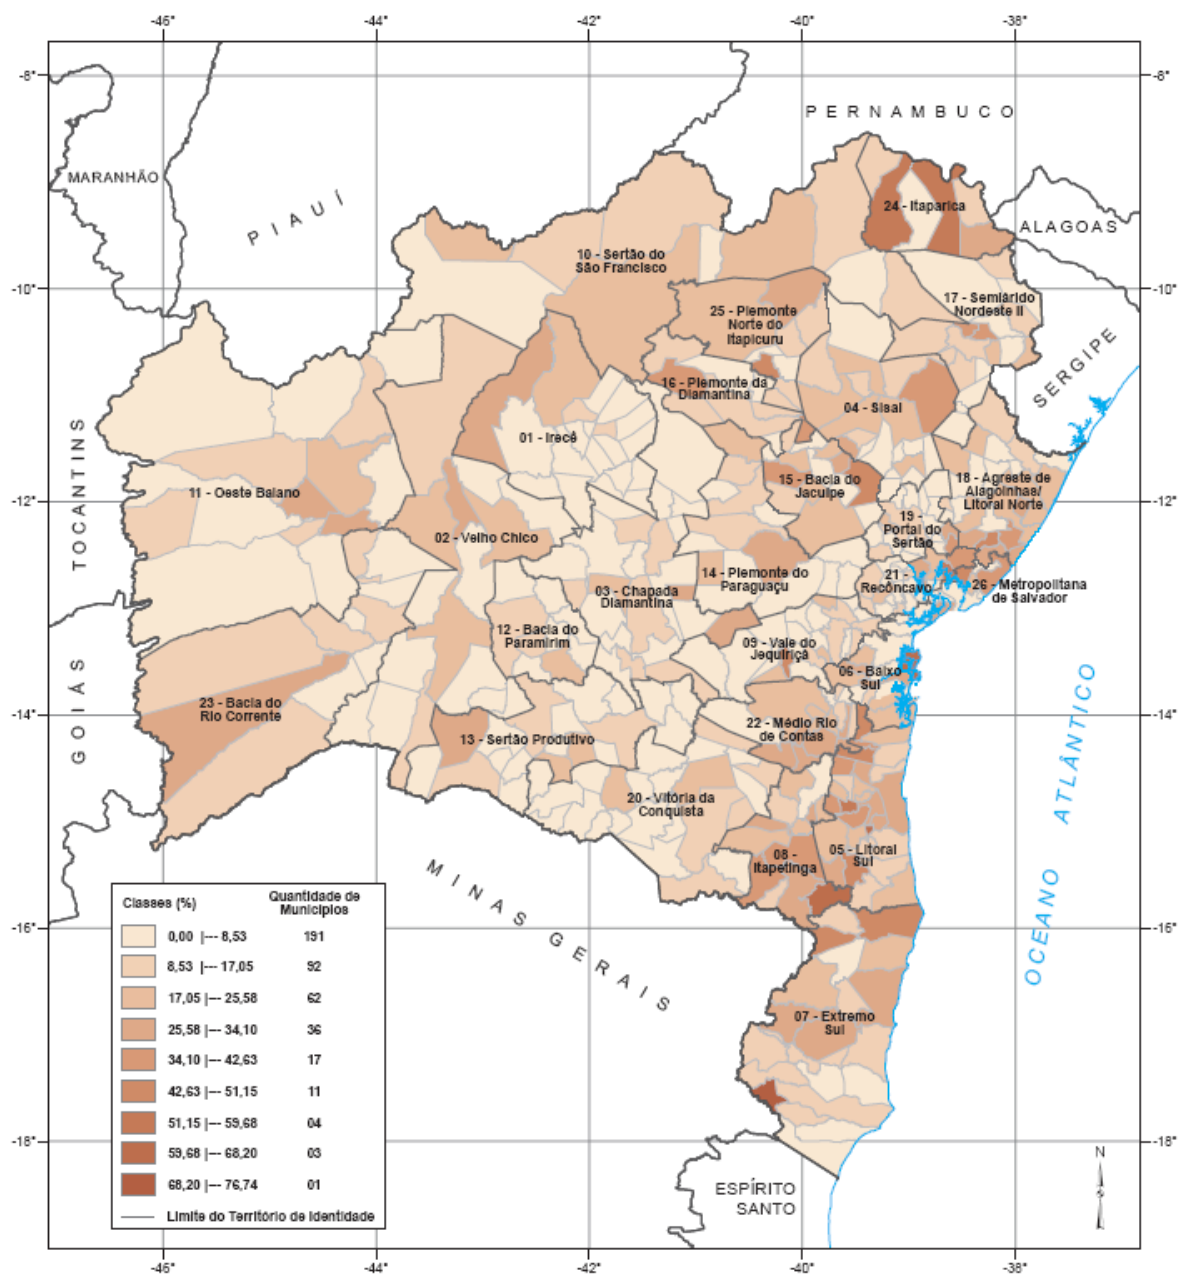 -46° -44° -42° -40° -38°
-8° -8°
PERNAMBUCO
MARANHÃO
PIAUÍ
24 - Itaparica
ALAGOAS
10 - Sertão do
São Francisco
-10° -10°
17 - Semiárido
Nordeste II
25 - Piemonte
Norte do
Itapicuru
SERGIPE
16 - Piemonte da
Diamantina
04 - Sisal
01 - Irecê
TOCANTINS
15 - Bacia do
Jacuípe
18 - Agreste de
Alagoinhas/
Litoral Norte
11 - Oeste Baiano
-12° -12°
19 -
Portal do
Sertão
02 - Velho Chico
14 - Piemonte do
Paraguaçu
21 -
Recôncavo
26 - Metropolitana
de Salvador
03 - Chapada
Diamantina
12 - Bacia do
Paramirim
09 - Vale do
Jequiriçá
06 - Baixo
Sul
GOIÁS
23 - Bacia do
Rio Corrente
-14° -14°
22 - Médio Rio
de Contas
13 - Sertão Produtivo
OCEANO ATLÂNTICO
20 - Vitória da
Conquista
08 -
Itapetinga
05 - Litoral
Sul
MINAS GERAIS
-16° -16°
07 - Extremo
Sul
Classes (%) Quantidade de
Municípios
0,00 |--- 8,53 191
8,53 |--- 17,05 92
17,05 |--- 25,58 62
25,58 |--- 34,10 36
34,10 |--- 42,63 17
42,63 |--- 51,15 11
51,15 |--- 59,68 04
59,68 |--- 68,20 03
68,20 |--- 76,74 01
Limite do Território de Identidade
-18° -18°
N
ESPÍRITO
SANTO
-46° -44° -42° -40° -38°